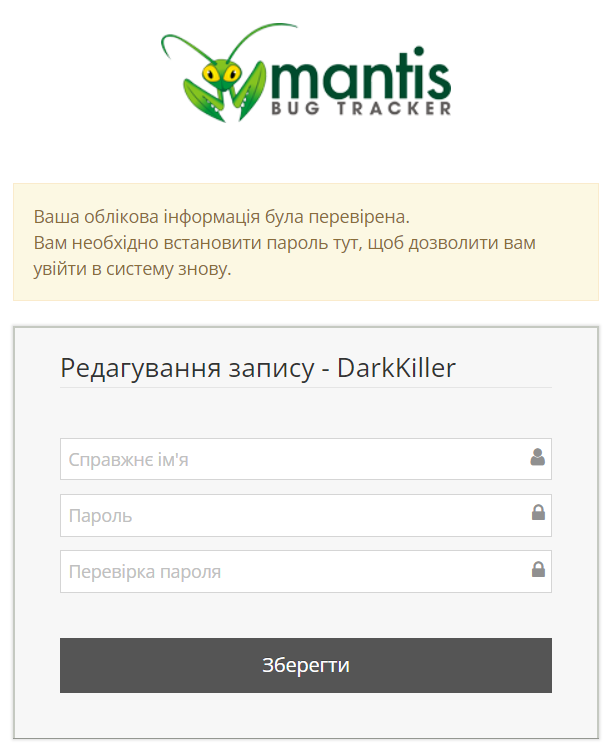 mantis
BUG TRACKER
Ваша облікова інформація була перевірена.
Вам необхідно встановити пароль тут, щоб дозволити вам
увійти в систему знову.
Редагування запису - DarkKiller
Справжнє ім'я
Пароль
Перевірка пароля
Зберегти